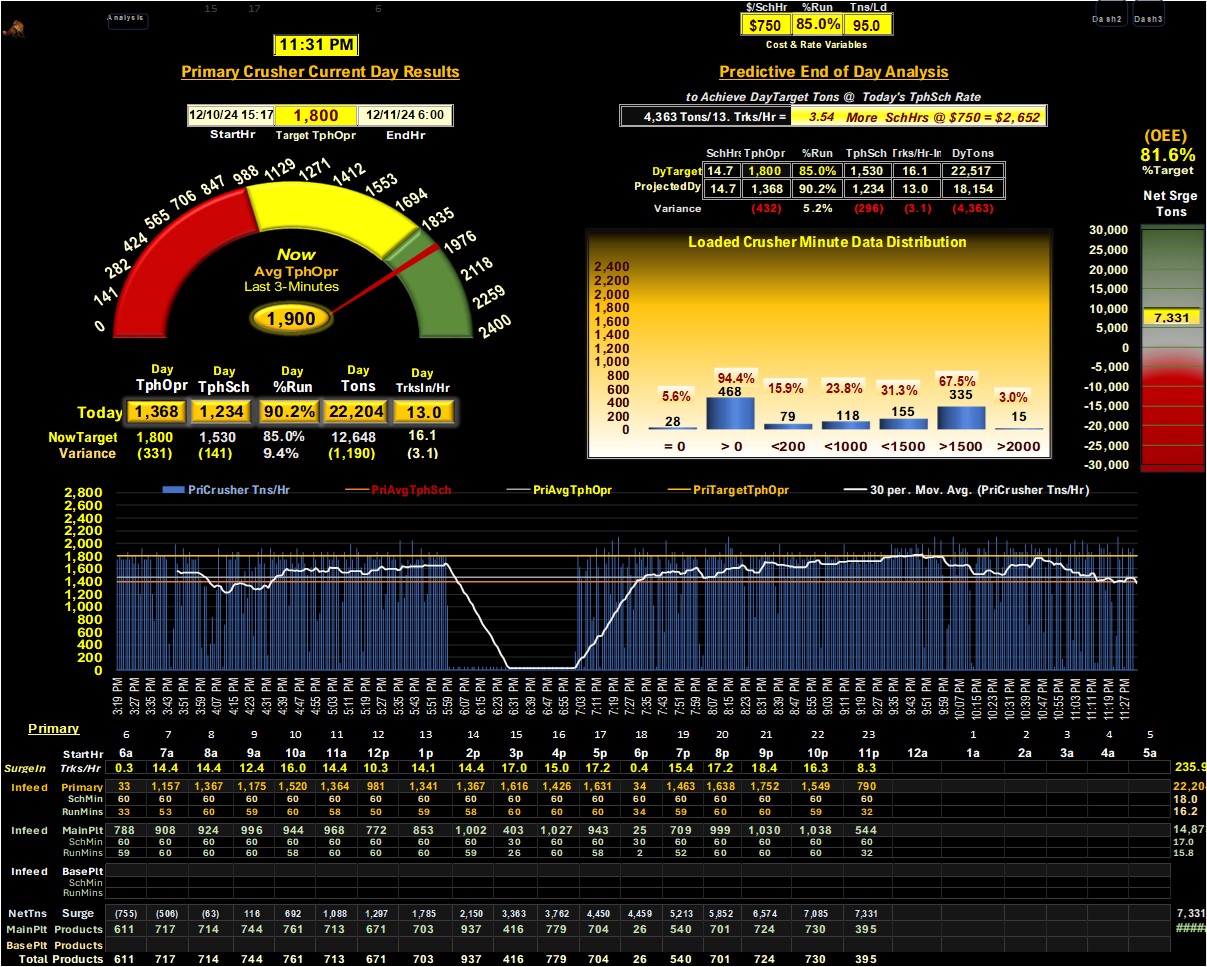 15 17 6
Analysis
$/SchHr %Run Tns/Ld
$750 85.0% 95.0
Cost & Rate Variables
Dash2 Dash3
11:31 PM
Primary Crusher Current Day Results
12/10/24 15:17 1,800 12/11/24 6:00
StartHr Target TphOpr EndHr
0 141 282 424 565 706 847 988 1129 1271 1412 1553 1694 1835 1976 2118 2259 2400
Now
Avg TphOpr
Last 3-Minutes
1,900
Day Day Day Day Day
TphOpr TphSch %Run Tons TrksIn/Hr
Today 1,368 1,234 90.2% 22,204 13.0
NowTarget 1,800 1,530 85.0% 12,648 16.1
Variance (331) (141) 9.4% (1,190) (3.1)
Predictive End of Day Analysis
to Achieve DayTarget Tons @ Today's TphSch Rate
4,363 Tons/13. Trks/Hr = 3.54 More SchHrs @ $750 = $2,652
SchHrs TphOpr %Run TphSch Trks/Hr-In DyTons
DyTarget 14.7 1,800 85.0% 1,530 16.1 22,517
ProjectedDy 14.7 1,368 90.2% 1,234 13.0 18,154
Variance (432) 5.2% (296) (3.1) (4,363)
Loaded Crusher Minute Data Distribution
2,400
2,200
2,000
1,800
1,600
1,400
1,200
1,000
800
600
400
200
0
5.6% 94.4% 15.9% 23.8% 31.3% 67.5% 3.0%
28 468 79 118 155 335 15
= 0 > 0 <200 <1000 <1500 >1500 >2000
(OEE)
81.6%
%Target
Net Srge
Tons
30,000
25,000
20,000
15,000
10,000
7,331
5,000
0
-5,000
-10,000
-15,000
-20,000
-25,000
-30,000
PriCrusher Tns/Hr PriAvgTphSch PriAvgTphOpr PriTargetTphOpr 30 per. Mov. Avg. (PriCrusher Tns/Hr)
2,800
2,600
2,400
2,200
2,000
1,800
1,600
1,400
1,200
1,000
800
600
400
200
0
3:19 PM 3:27 PM 3:35 PM 3:43 PM 3:51 PM 3:59 PM 4:07 PM 4:15 PM 4:23 PM 4:31 PM 4:39 PM 4:47 PM 4:55 PM 5:03 PM 5:11 PM 5:19 PM 5:27 PM 5:35 PM 5:43 PM 5:51 PM 5:59 PM 6:07 PM 6:15 PM 6:23 PM 6:31 PM 6:39 PM 6:47 PM 6:55 PM 7:03 PM 7:11 PM 7:19 PM 7:27 PM 7:35 PM 7:43 PM 7:51 PM 7:59 PM 8:07 PM 8:15 PM 8:23 PM 8:31 PM 8:39 PM 8:47 PM 8:55 PM 9:03 PM 9:11 PM 9:19 PM 9:27 PM 9:35 PM 9:43 PM 9:51 PM 9:59 PM 10:07 PM 10:15 PM 10:23 PM 10:31 PM 10:39 PM 10:47 PM 10:55 PM 11:03 PM 11:11 PM 11:19 PM 11:27 PM
Primary
6 7 8 9 10 11 12 13 14 15 16 17 18 19 20 21 22 23 1 2 3 4 5
StartHr 6a 7a 8a 9a 10a 11a 12p 1p 2p 3p 4p 5p 6p 7p 8p 9p 10p 11p 12a 1a 2a 3a 4a 5a
SurgeIn Trks/Hr 0.3 14.4 14.4 12.4 16.0 14.4 10.3 14.1 14.4 17.0 15.0 17.2 0.4 15.4 17.2 18.4 16.3 8.3 235.9
Infeed Primary 33 1,157 1,367 1,175 1,520 1,364 981 1,341 1,367 1,616 1,426 1,631 34 1,463 1,638 1,752 1,549 790 22,204
SchMin 60 60 60 60 60 60 60 60 60 60 60 60 60 60 60 60 60 60 18.0
RunMins 33 53 60 59 60 58 50 59 58 60 60 60 34 59 60 60 59 32 16.2
Infeed MainPlt 788 908 924 996 944 968 772 853 1,002 403 1,027 943 25 709 999 1,030 1,038 544 14,87
SchMin 60 60 60 60 60 60 60 60 60 30 60 60 30 60 60 60 60 60 17.0
RunMins 59 60 60 60 58 60 60 60 59 26 60 58 2 52 60 60 60 32 15.8
Infeed BasePlt
SchMin
RunMins
NetTns Surge (755) (506) (63) 116 692 1,088 1,297 1,785 2,150 3,363 3,762 4,450 4,459 5,213 5,852 6,574 7,085 7,331 7,331
MainPlt Products 611 717 714 744 761 713 671 703 937 416 779 704 26 540 701 724 730 395 ####
BasePlt Products
Total Products 611 717 714 744 761 713 671 703 937 416 779 704 26 540 701 724 730 395